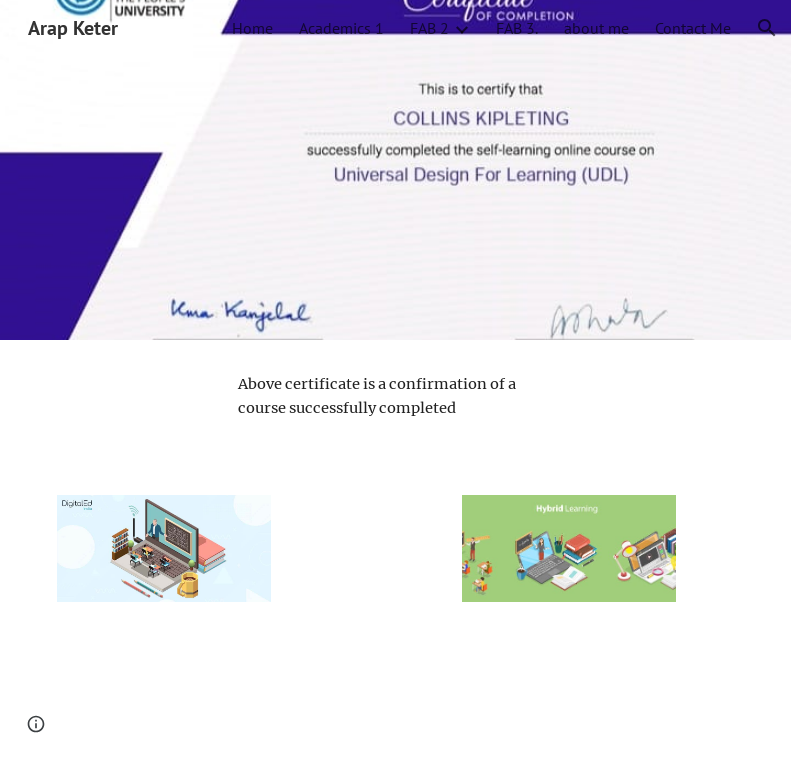 THE PEOPLE'S
UNIVERSITY
Certificate
OF COMPLETION
Arap Keter
Home
Academics 1
FAB 2
FAB 3.
about me
Contact Me
This is to certify that
COLLINS KIPLETING
successfully completed the self-learning online course on
Universal Design For Learning (UDL)
Uma Kanjelal
Above certificate is a confirmation of a
course successfully completed
DigitalEd
Hybrid Learning